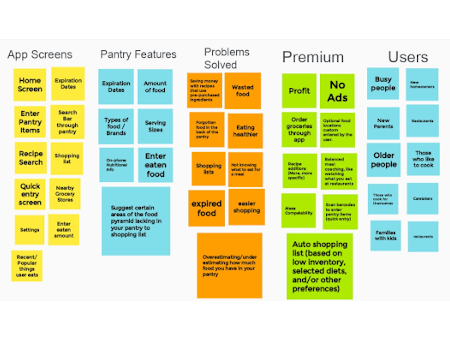 App Screens
Pantry Features
Problems
Solved
Premium
Users
Home
Screen
Expiration
Dates
Enter
Pantry
Items
Search
Bar through
pantry
Recipe
Search
Shopping
list
Quick
entry
screen
Nearby
Grocery
Stores
Settings
Enter
eaten
amount
Recent/
Popular
things
user eats
Expiration
Dates
Amount
of food
Types of
food /
Brands
Serving
Sizes
Nutritional
Info
Enter
eaten
food
Suggest certain
areas of the food
pyramid lacking in
your pantry to
shopping list
Saving money
with recipes
that use
pre-purchased
ingredients
Wasted
food
Forgotten
food in the
back of the
pantry
Eating
healthier
Shopping
lists
Not knowing
what to eat for
a meal
expired
food
easier
shopping
Overestimating/under
estimating how much
food you have in your
pantry
Profit
No
Ads
Order
groceries
through
app
Optional food
inventory
custom
entered by the
user
Recipe
additions
(More, more
specific)
Balanced
meal
coaching, like
watching
what you eat
at restaurants
Alexa
Compatability
Scan barcodes
to enter
pantry items
(quick entry)
Auto shopping
list (based on
low inventory,
selected diets,
and/or other
preferences)
Busy
people
New
homeowners
New
Parents
Restaurants
Older
people
Those
who like
to cook
Those who
cook for
themselves
Caretakers
Families
with kids
restaurants